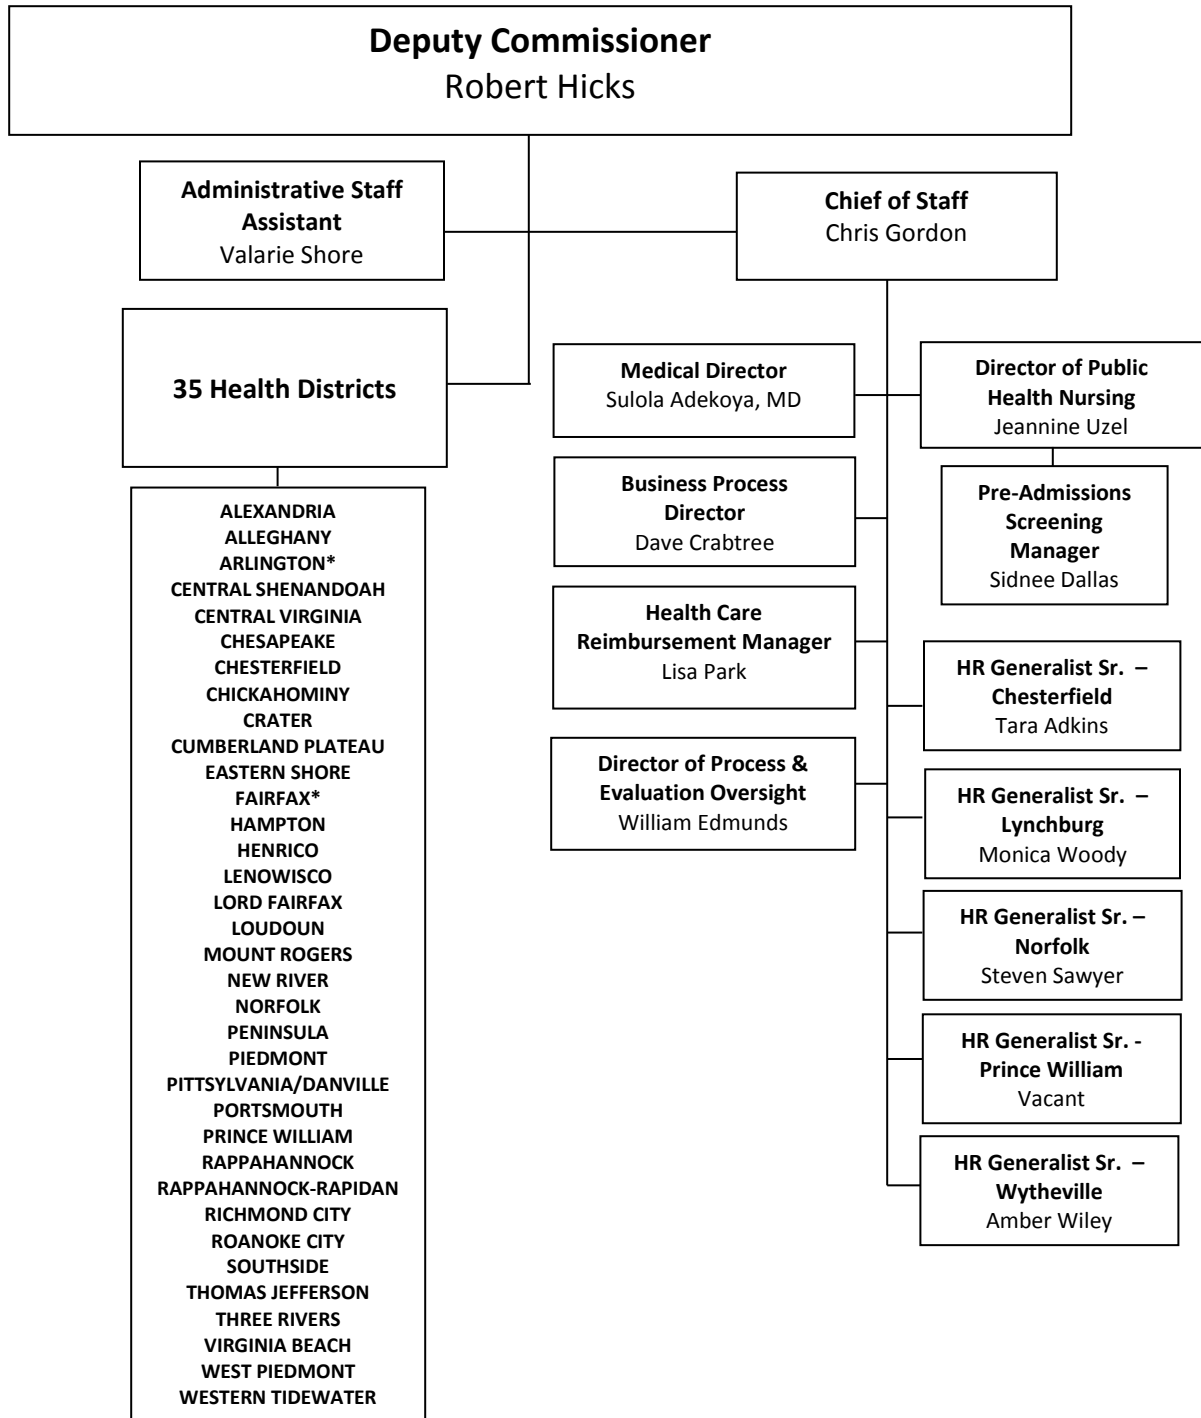 Deputy Commissioner
Robert Hicks
Administrative Staff
Assistant
Valarie Shore
Chief of Staff
Chris Gordon
35 Health Districts
ALEXANDRIA
ALLEGHANY
ARLINGTON*
CENTRAL SHENANDOAH
CENTRAL VIRGINIA
CHESAPEAKE
CHESTERFIELD
CHICKAHOMINY
CRATER
CUMBERLAND PLATEAU
EASTERN SHORE
FAIRFAX*
HAMPTON
HENRICO
LENOWISCO
LORD FAIRFAX
LOUDOUN
MOUNT ROGERS
NEW RIVER
NORFOLK
PENINSULA
PIEDMONT
PITTSYLVANIA/DANVILLE
PORTSMOUTH
PRINCE WILLIAM
RAPPAHANNOCK
RAPPAHANNOCK-RAPIDAN
RICHMOND CITY
ROANOKE CITY
SOUTHSIDE
THOMAS JEFFERSON
THREE RIVERS
VIRGINIA BEACH
WEST PIEDMONT
WESTERN TIDEWATER
Medical Director
Sulola Adekoya, MD
Business Process
Director
Dave Crabtree
Health Care
Reimbursement Manager
Lisa Park
Director of Process &
Evaluation Oversight
William Edmunds
Director of Public
Health Nursing
Jeannine Uzel
Pre-Admissions
Screening
Manager
Sidnee Dallas
HR Generalist Sr. –
Chesterfield
Tara Adkins
HR Generalist Sr. –
Lynchburg
Monica Woody
HR Generalist Sr. –
Norfolk
Steven Sawyer
HR Generalist Sr. -
Prince William
Vacant
HR Generalist Sr. –
Wytheville
Amber Wiley